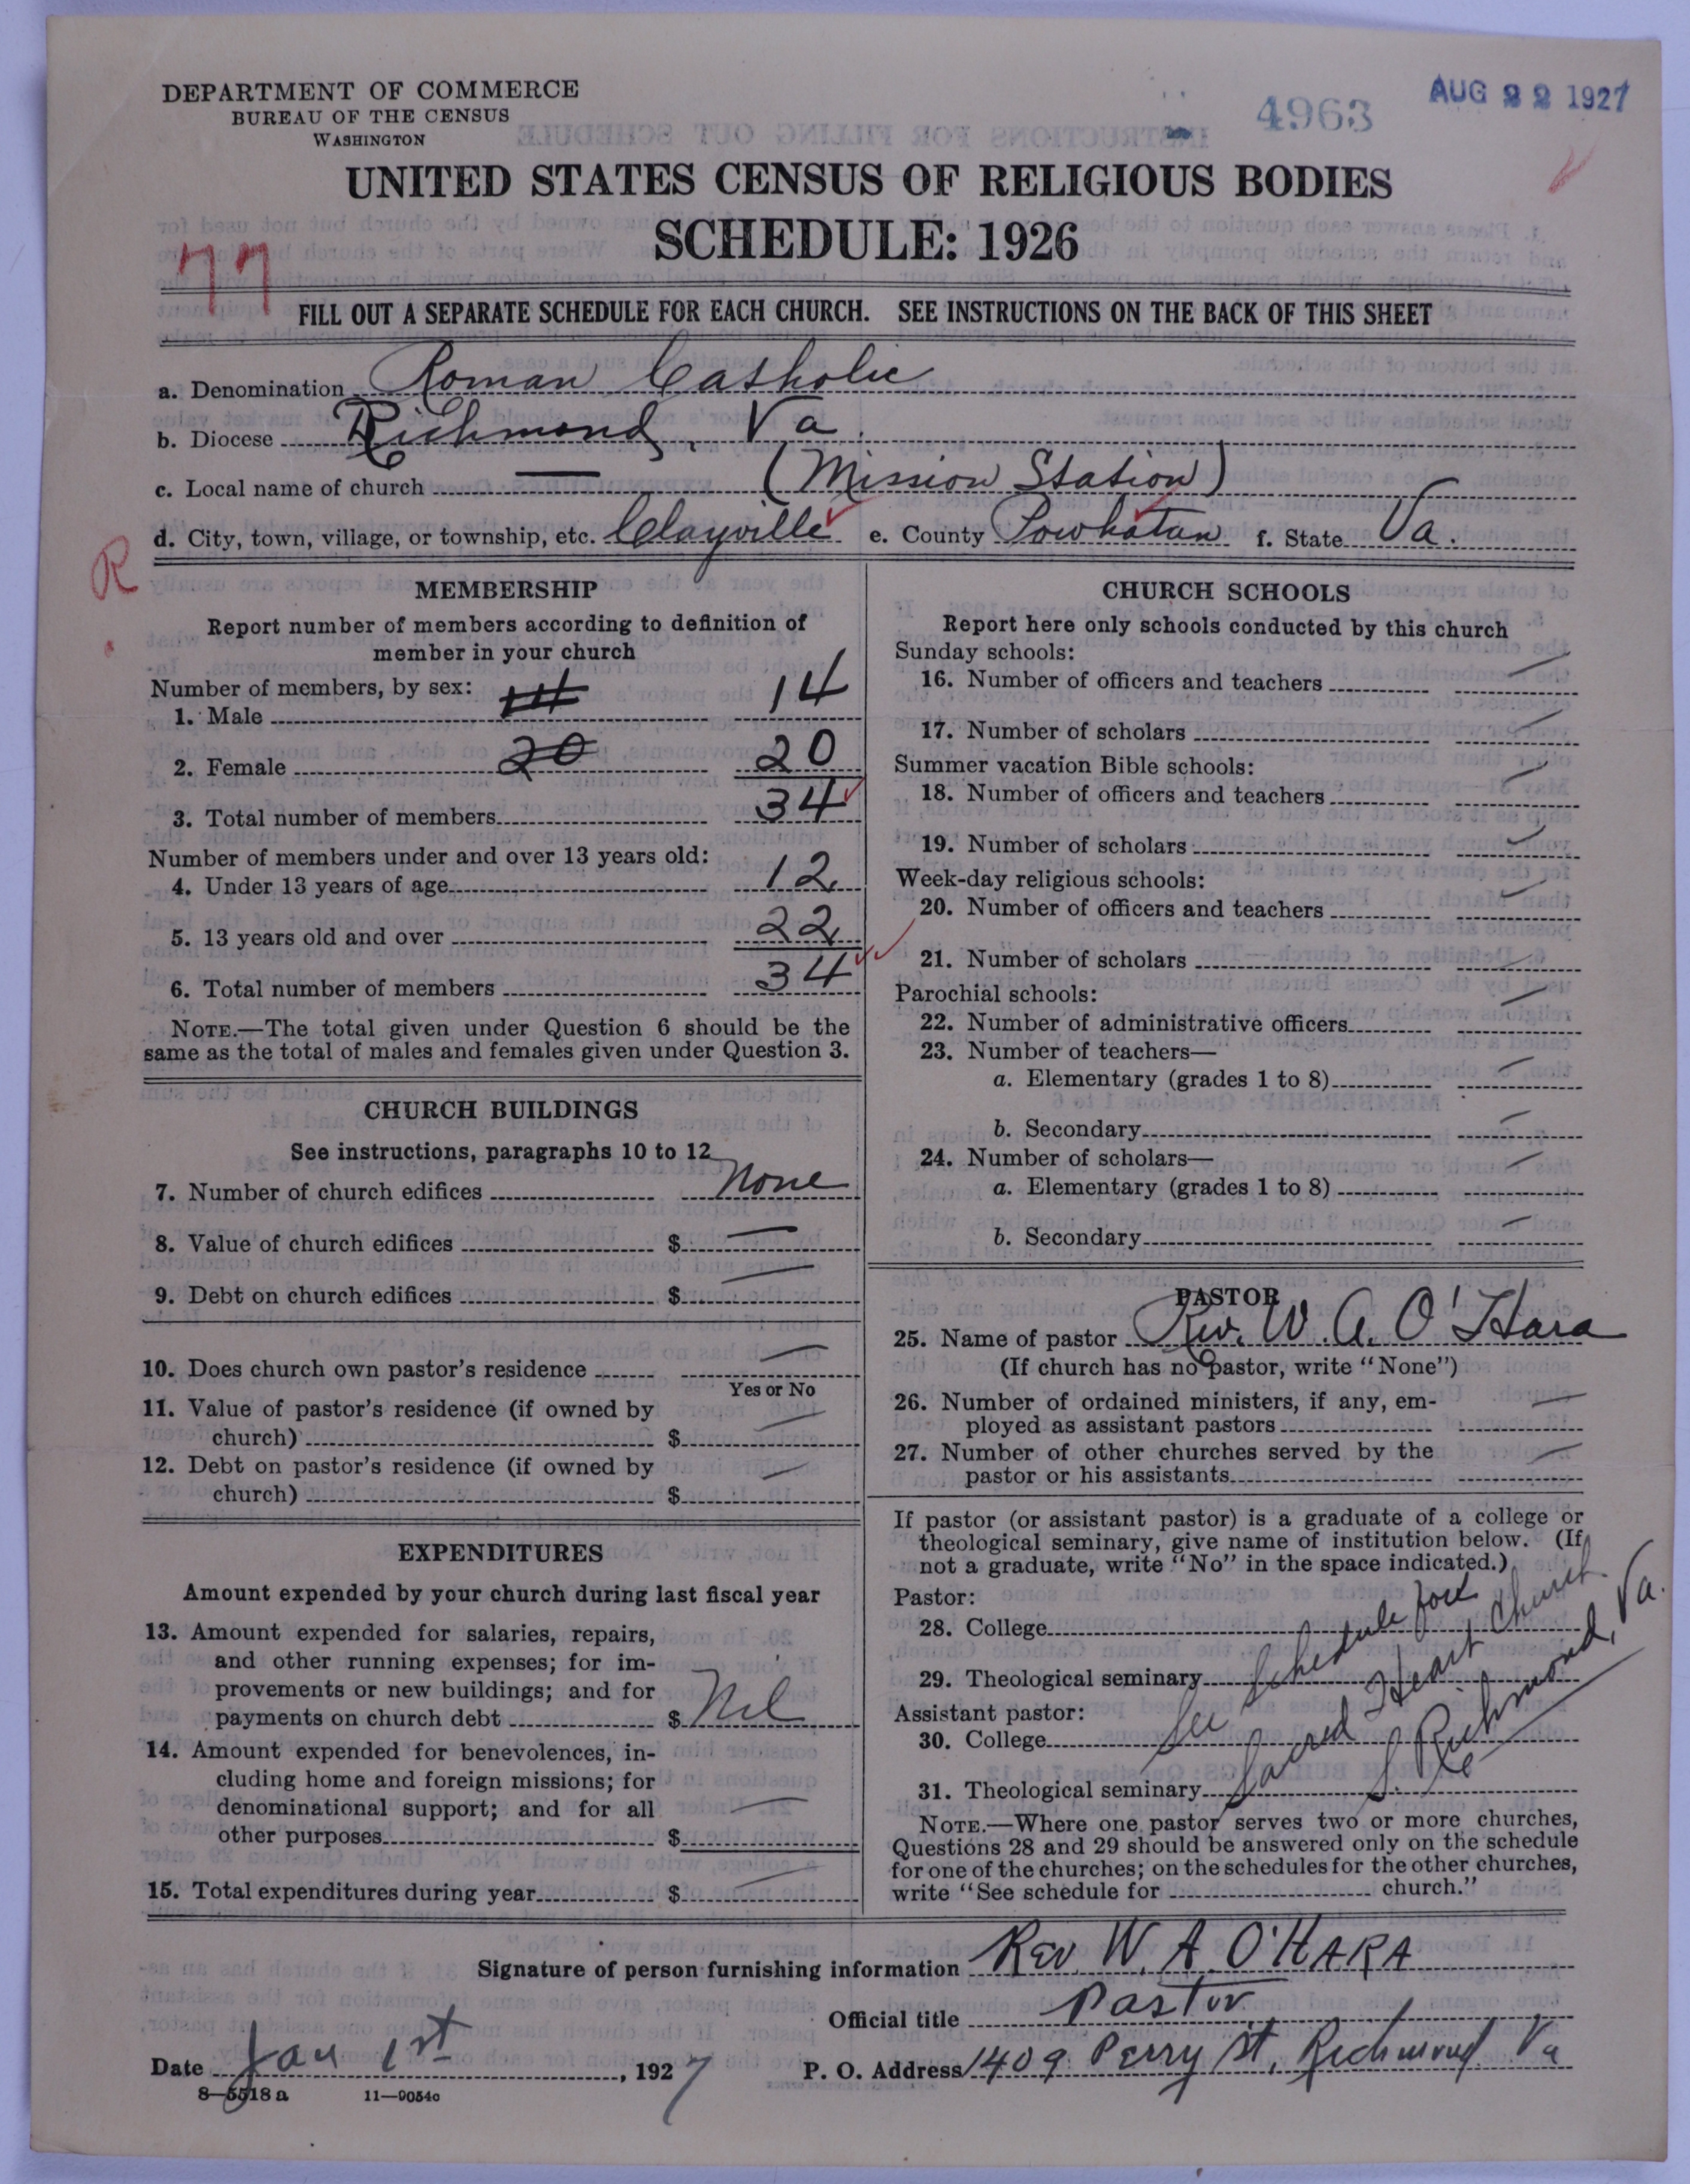 DEPARTMENT OF COMMERCE
BUREAU OF THE CENSUS
WASHINGTON
4963
AUG 22 1927
UNITED STATES CENSUS OF RELIGIOUS BODIES
SCHEDULE: 1926
77
FILL OUT A SEPARATE SCHEDULE FOR EACH CHURCH. SEE INSTRUCTIONS ON THE BACK OF THIS SHEET
a. Denomination Roman Catholic
b. Diocese Richmond, Va.
c. Local name of church — (Mission Station)
d. City, town, village, or township, etc. Clayville e. County Powhatan f. State Va.
R
MEMBERSHIP
Report number of members according to definition of
member in your church
Number of members, by sex:
1. Male 14 14
2. Female 20 20
3. Total number of members 34
Number of members under and over 13 years old:
4. Under 13 years of age 12
5. 13 years old and over 22
6. Total number of members 34
NOTE.—The total given under Question 6 should be the
same as the total of males and females given under Question 3.
CHURCH BUILDINGS
See instructions, paragraphs 10 to 12
7. Number of church edifices None
8. Value of church edifices $ —
9. Debt on church edifices $ —
10. Does church own pastor's residence —
Yes or No
11. Value of pastor's residence (if owned by
church) $ —
12. Debt on pastor's residence (if owned by
church) $ —
EXPENDITURES
Amount expended by your church during last fiscal year
13. Amount expended for salaries, repairs,
and other running expenses; for im-
provements or new buildings; and for
payments on church debt $ Nil
14. Amount expended for benevolences, in-
cluding home and foreign missions; for
denominational support; and for all
other purposes $ —
15. Total expenditures during year $ —
CHURCH SCHOOLS
Report here only schools conducted by this church
Sunday schools:
16. Number of officers and teachers —
17. Number of scholars —
Summer vacation Bible schools:
18. Number of officers and teachers —
19. Number of scholars —
Week-day religious schools:
20. Number of officers and teachers —
21. Number of scholars —
Parochial schools:
22. Number of administrative officers —
23. Number of teachers—
a. Elementary (grades 1 to 8) —
b. Secondary —
24. Number of scholars—
a. Elementary (grades 1 to 8) —
b. Secondary —
PASTOR
25. Name of pastor Rev. W. A. O'Hara
(If church has no pastor, write "None")
26. Number of ordained ministers, if any, em-
ployed as assistant pastors —
27. Number of other churches served by the
pastor or his assistants —
If pastor (or assistant pastor) is a graduate of a college or
theological seminary, give name of institution below. (If
not a graduate, write "No" in the space indicated.)
Pastor:
28. College
29. Theological seminary
Assistant pastor:
30. College
31. Theological seminary
See Schedule for
Sacred Heart Church
S. Richmond, Va.
NOTE.—Where one pastor serves two or more churches,
Questions 28 and 29 should be answered only on the schedule
for one of the churches; on the schedules for the other churches,
write "See schedule for church."
Signature of person furnishing information Rev W. A. O'HARA
Official title Pastor
Date Jan 1st, 1927 P. O. Address 1409 Perry St, Richmond Va
8—5518 a 11—9054c